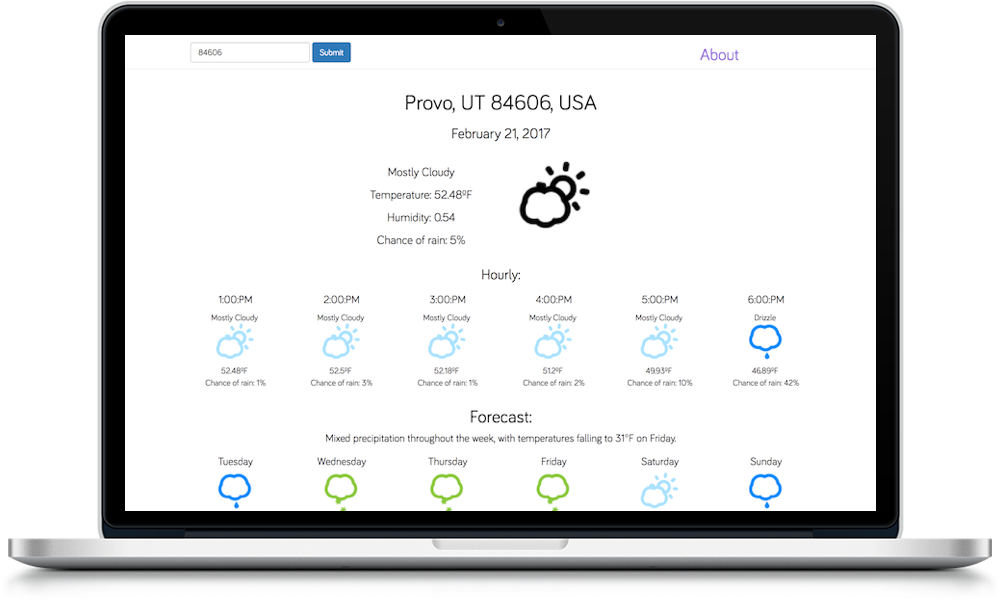 84606 Submit About
Provo, UT 84606, USA
February 21, 2017
Mostly Cloudy
Temperature: 52.48ºF
Humidity: 0.54
Chance of rain: 5%
Hourly:
1:00:PM 2:00:PM 3:00:PM 4:00:PM 5:00:PM 6:00:PM
Mostly Cloudy Mostly Cloudy Mostly Cloudy Mostly Cloudy Mostly Cloudy Drizzle
52.48ºF 52.5ºF 52.18ºF 51.2ºF 49.93ºF 46.89ºF
Chance of rain: 1% Chance of rain: 3% Chance of rain: 1% Chance of rain: 2% Chance of rain: 10% Chance of rain: 42%
Forecast:
Mixed precipitation throughout the week, with temperatures falling to 31°F on Friday.
Tuesday Wednesday Thursday Friday Saturday Sunday